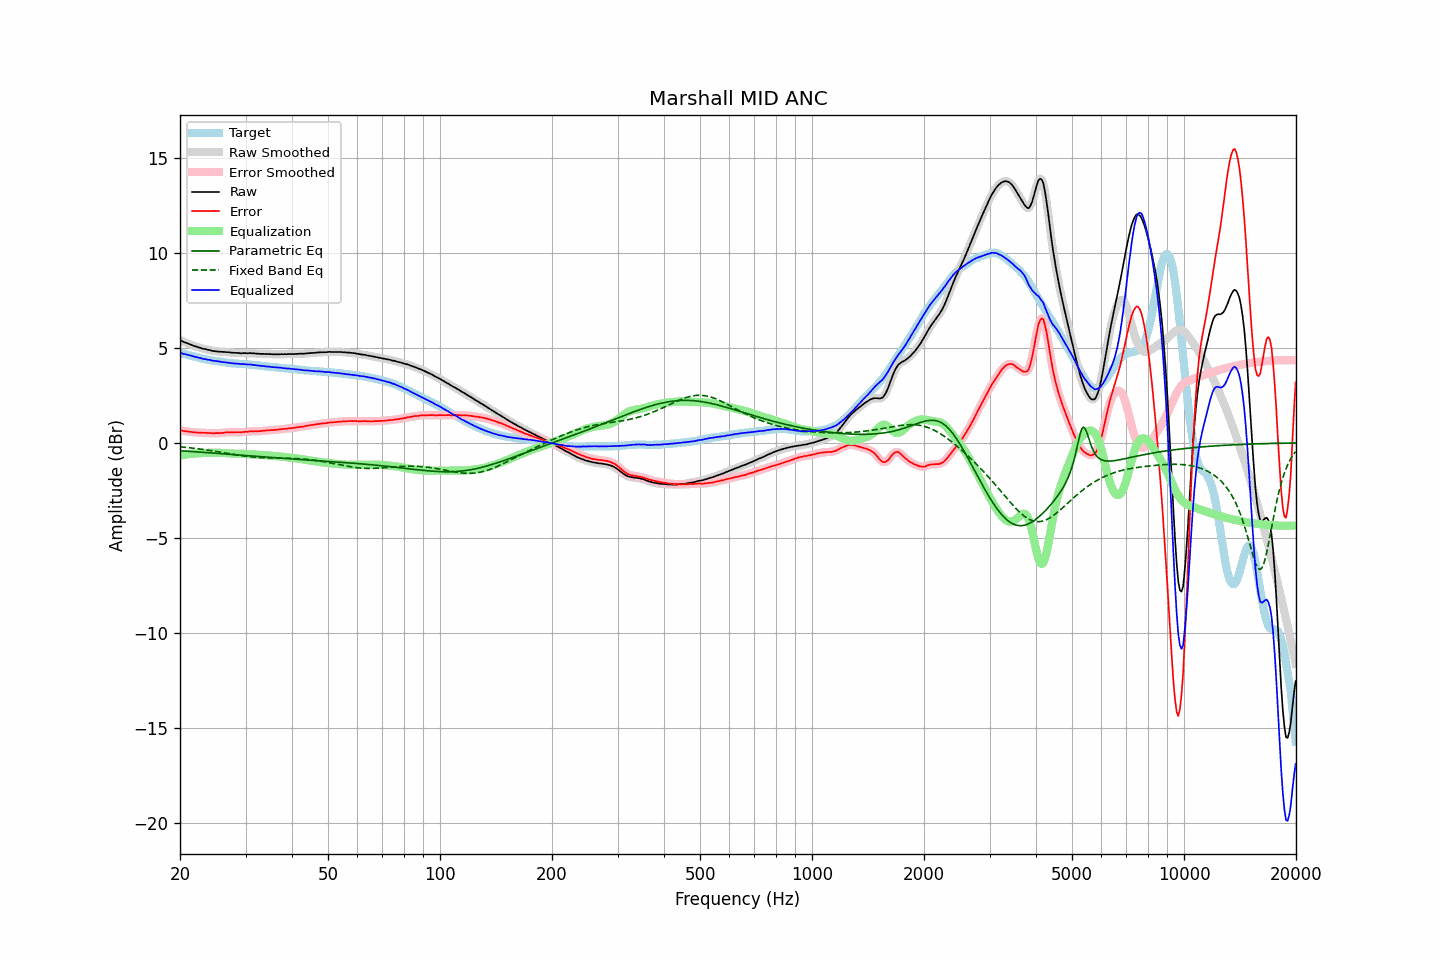 Marshall MID ANC
Target
Raw Smoothed
Error Smoothed
Raw
Error
Equalization
Parametric Eq
Fixed Band Eq
Equalized
15
10
5
0
−5
−10
−15
−20
Amplitude (dBr)
20
50
100
200
500
1000
2000
5000
10000
20000
Frequency (Hz)